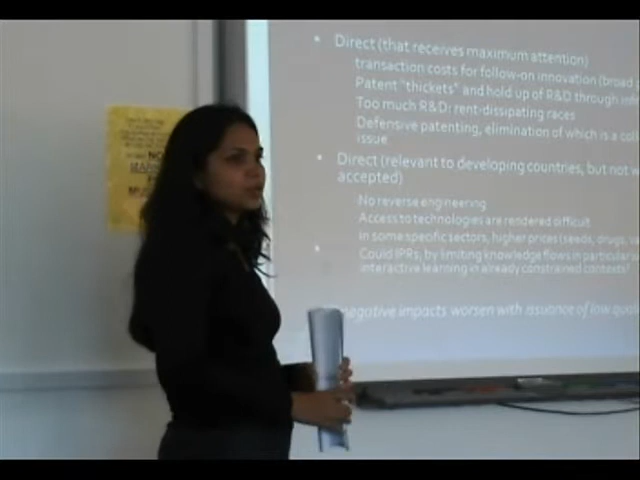 Direct (that receives maximum attention)
transaction costs for follow-on innovation (broad
Patent "thickets" and hold up of R&D through
Too much R&D: rent-dissipating races
Defensive patenting, elimination of which is a
issue
Direct (relevant to developing countries, but not
accepted)
No reverse engineering
Access to technologies are rendered difficult
In some specific sectors, higher prices (seeds, drugs,
Could IPRs, by limiting knowledge flows in particular
interactive learning in already constrained contexts?
negative impacts worsen with issuance of low